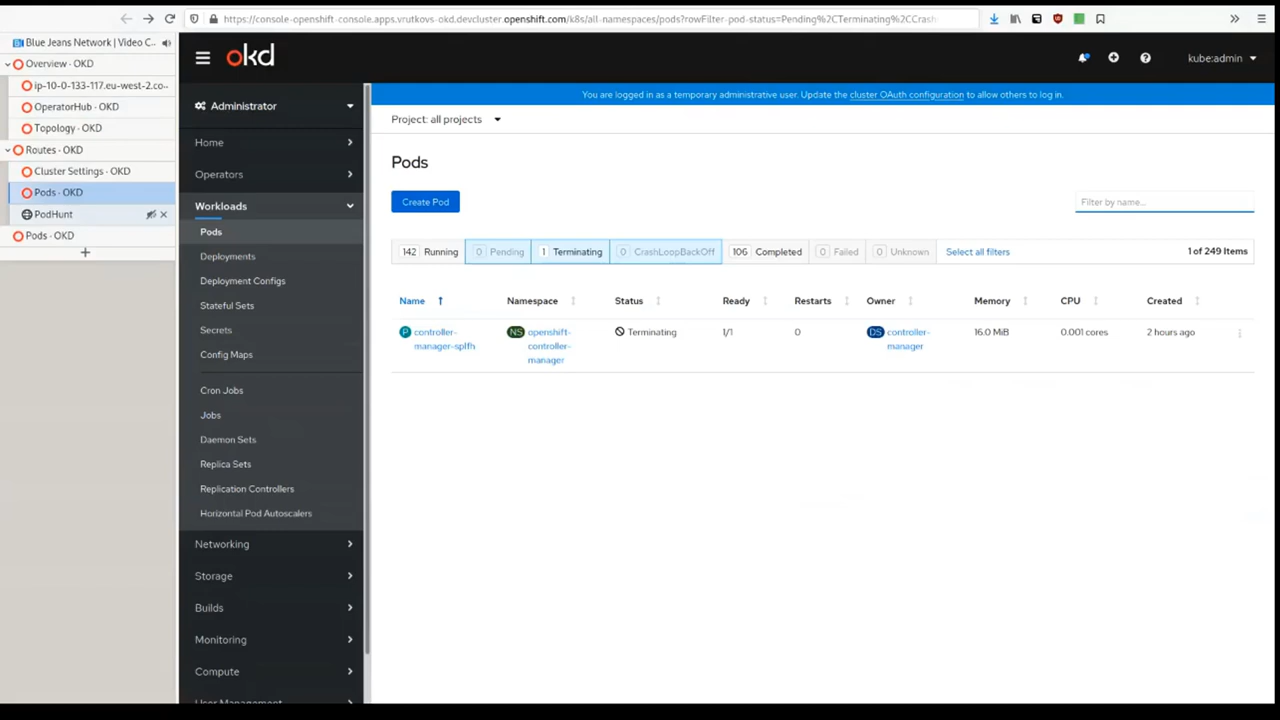 https://console-openshift-console.apps.vrutkovs-okd.devcluster.openshift.com/k8s/all-namespaces/pods?rowFilter-pod-status=Pending%2CTerminating%2CCrash
Blue Jeans Network | Video C..
Overview - OKD
ip-10-0-133-117.eu-west-2.co..
OperatorHub - OKD
Topology - OKD
Routes - OKD
Cluster Settings - OKD
Pods - OKD
PodHunt
Pods - OKD
okd
kube:admin
Administrator
Home
Operators
Workloads
Pods
Deployments
Deployment Configs
Stateful Sets
Secrets
Config Maps
Cron Jobs
Jobs
Daemon Sets
Replica Sets
Replication Controllers
Horizontal Pod Autoscalers
Networking
Storage
Builds
Monitoring
Compute
User Management
You are logged in as a temporary administrative user. Update the cluster OAuth configuration to allow others to log in.
Project: all projects
Pods
Create Pod
Filter by name...
142 Running 0 Pending 1 Terminating 0 CrashLoopBackOff 106 Completed 0 Failed 0 Unknown Select all filters 1 of 249 Items
Name Namespace Status Ready Restarts Owner Memory CPU Created
P controller-manager-splfh NS openshift-controller-manager Terminating 1/1 0 DS controller-manager 16.0 MiB 0.001 cores 2 hours ago